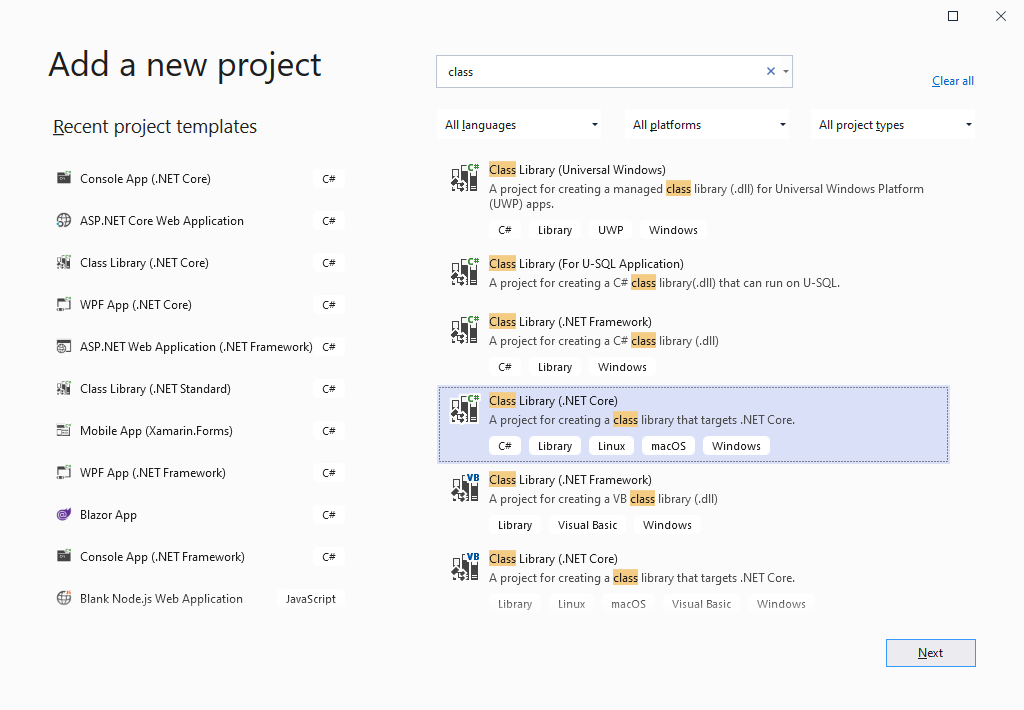 Add a new project
class
Clear all
Recent project templates
All languages
All platforms
All project types
Console App (.NET Core) C#
ASP.NET Core Web Application C#
Class Library (.NET Core) C#
WPF App (.NET Core) C#
ASP.NET Web Application (.NET Framework) C#
Class Library (.NET Standard) C#
Mobile App (Xamarin.Forms) C#
WPF App (.NET Framework) C#
Blazor App C#
Console App (.NET Framework) C#
Blank Node.js Web Application JavaScript
C# Class Library (Universal Windows)
A project for creating a managed class library (.dll) for Universal Windows Platform
(UWP) apps.
C# Library UWP Windows
C# Class Library (For U-SQL Application)
A project for creating a C# class library(.dll) that can run on U-SQL.
C# Class Library (.NET Framework)
A project for creating a C# class library (.dll)
C# Library Windows
C# Class Library (.NET Core)
A project for creating a class library that targets .NET Core.
C# Library Linux macOS Windows
VB Class Library (.NET Framework)
A project for creating a VB class library (.dll)
Library Visual Basic Windows
VB Class Library (.NET Core)
A project for creating a class library that targets .NET Core.
Library Linux macOS Visual Basic Windows
Next